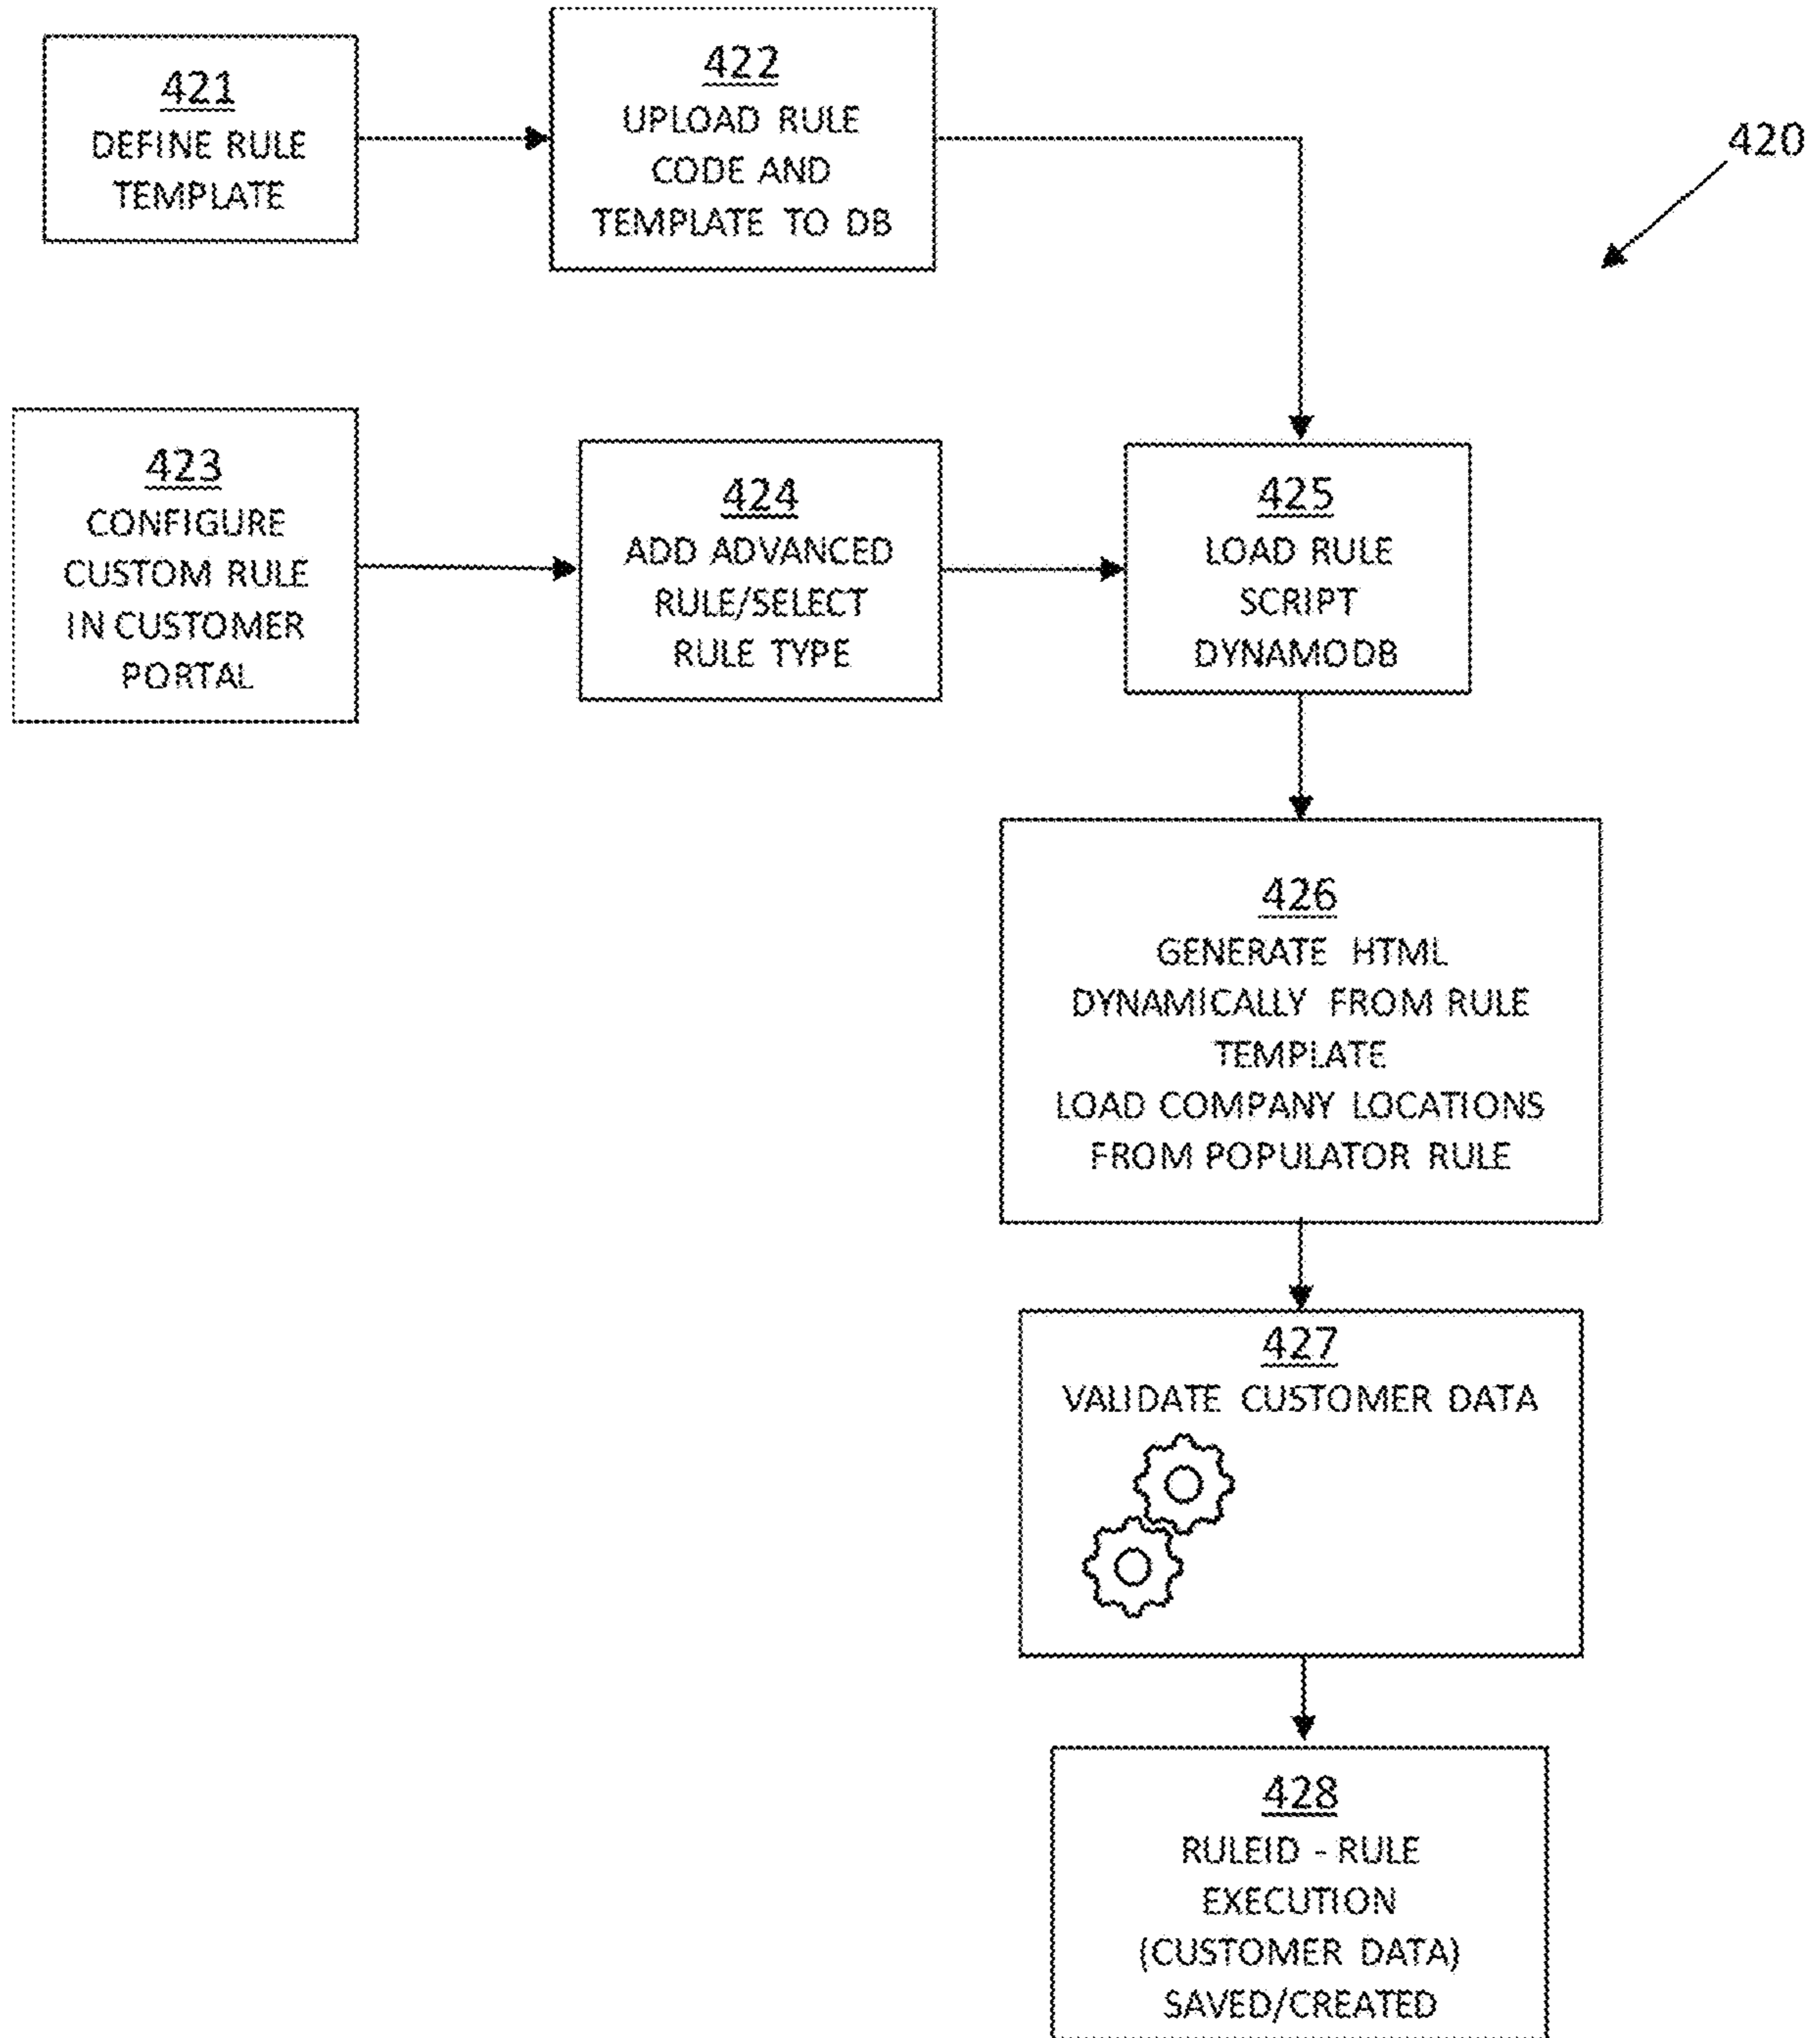 421
DEFINE RULE
TEMPLATE
422
UPLOAD RULE
CODE AND
TEMPLATE TO DB
420
423
CONFIGURE
CUSTOM RULE
IN CUSTOMER
PORTAL
424
ADD ADVANCED
RULE/SELECT
RULE TYPE
425
LOAD RULE
SCRIPT
DYNAMODB
426
GENERATE HTML
DYNAMICALLY FROM RULE
TEMPLATE
LOAD COMPANY LOCATIONS
FROM POPULATOR RULE
427
VALIDATE CUSTOMER DATA
428
RULEID - RULE
EXECUTION
(CUSTOMER DATA)
SAVED/CREATED